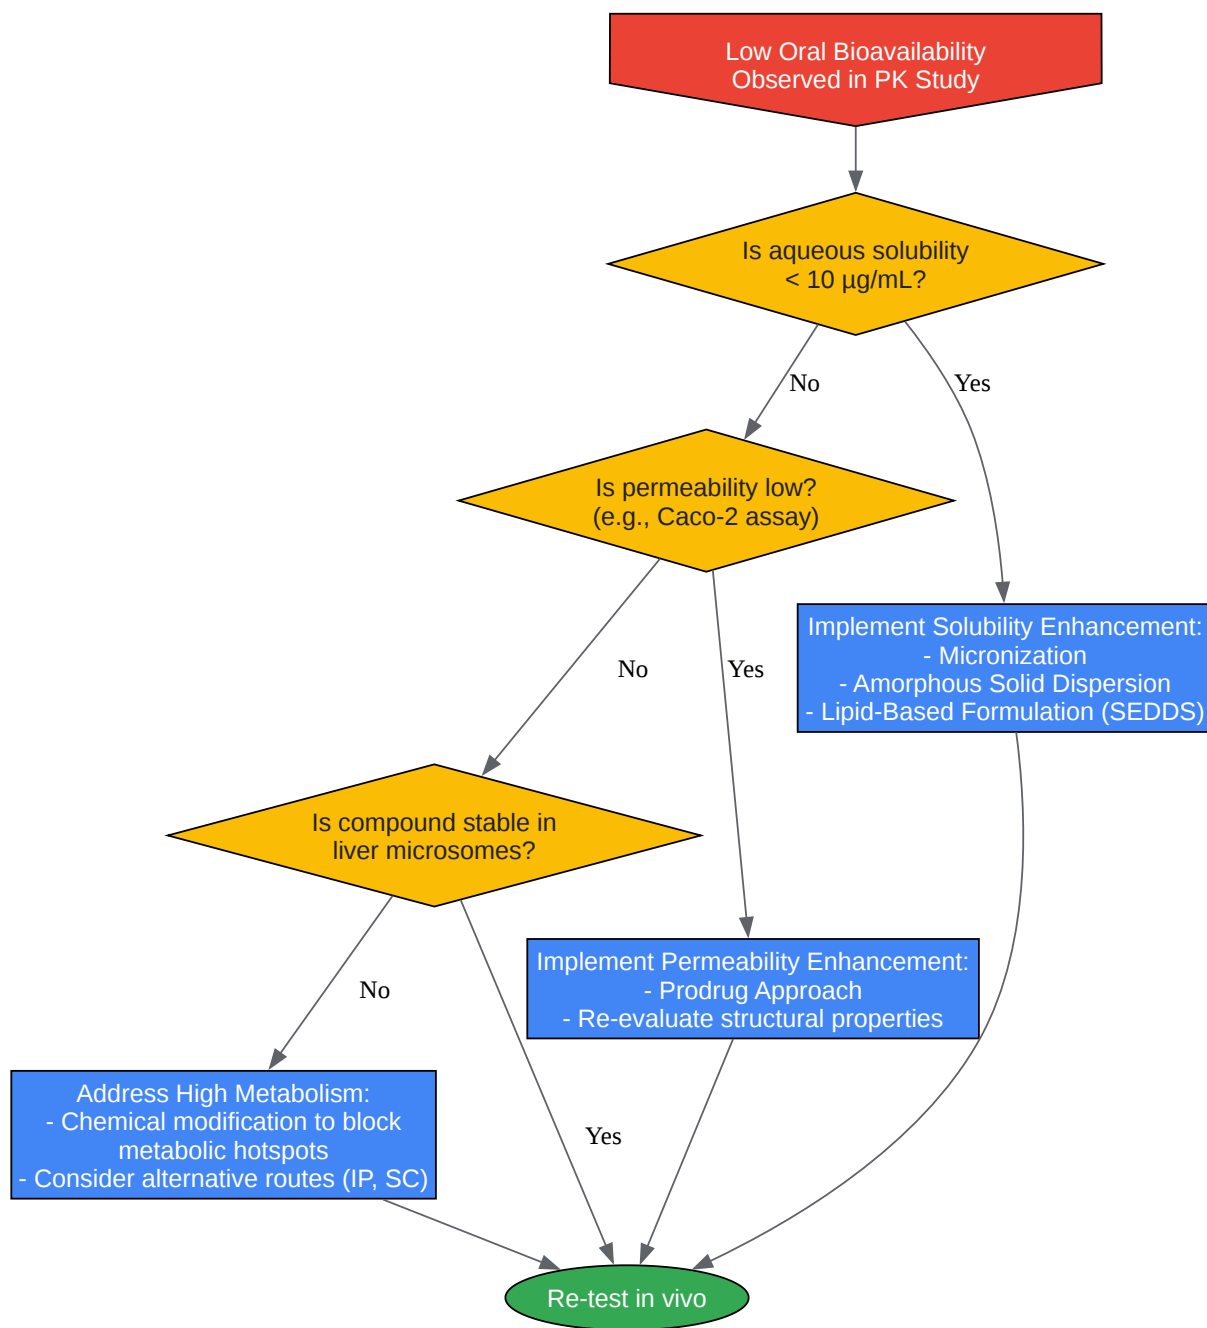 Low Oral Bioavailability
Observed in PK Study
Is aqueous solubility
< 10 µg/mL?
No
Yes
Is permeability low?
(e.g., Caco-2 assay)
Implement Solubility Enhancement:
- Micronization
- Amorphous Solid Dispersion
- Lipid-Based Formulation (SEDDS)
No
Yes
Is compound stable in
liver microsomes?
Implement Permeability Enhancement:
- Prodrug Approach
- Re-evaluate structural properties
No
Yes
Address High Metabolism:
- Chemical modification to block
metabolic hotspots
- Consider alternative routes (IP, SC)
Re-test in vivo